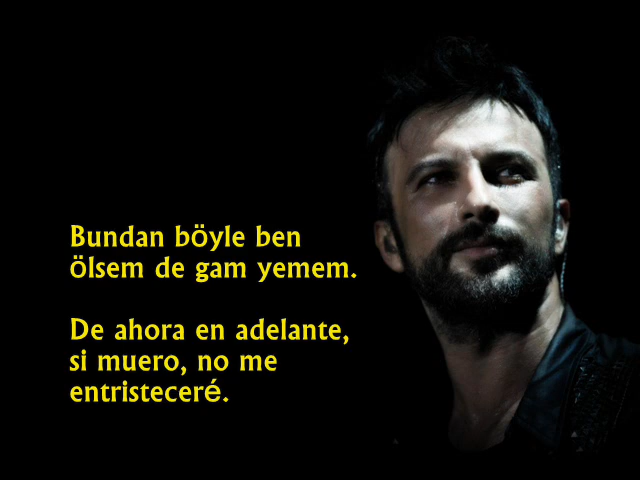 Bundan böyle ben
ölsem de gam yemem.
De ahora en adelante,
si muero, no me
entristeceré.